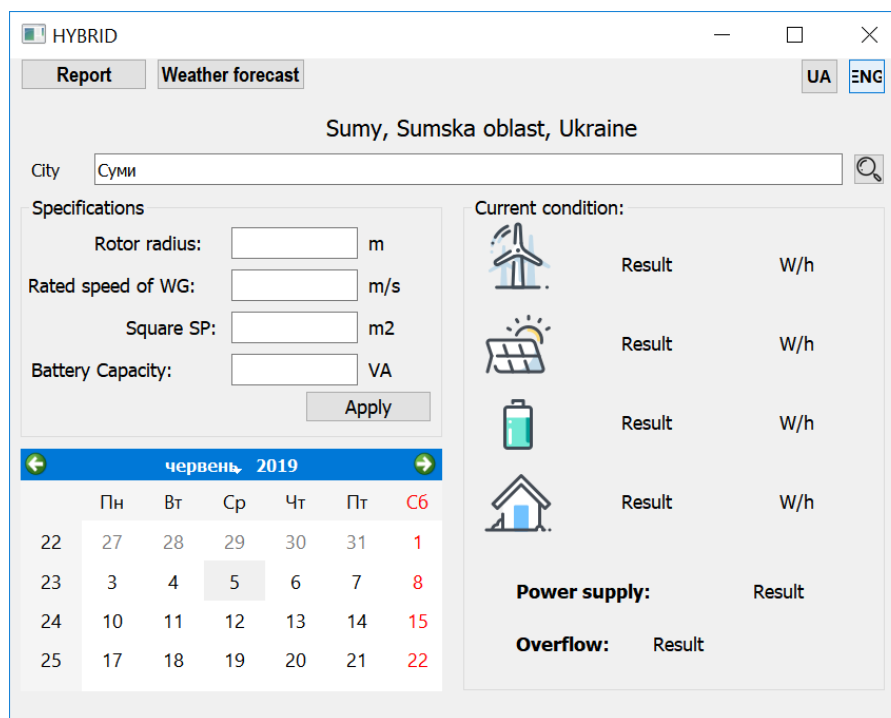 HYBRID
Report Weather forecast UA ENG
Sumy, Sumska oblast, Ukraine
City Суми
Specifications
Rotor radius: m
Rated speed of WG: m/s
Square SP: m2
Battery Capacity: VA
Apply
червень, 2019
Пн Вт Ср Чт Пт Сб
22 27 28 29 30 31 1
23 3 4 5 6 7 8
24 10 11 12 13 14 15
25 17 18 19 20 21 22
Current condition:
Result W/h
Result W/h
Result W/h
Result W/h
Power supply: Result
Overflow: Result